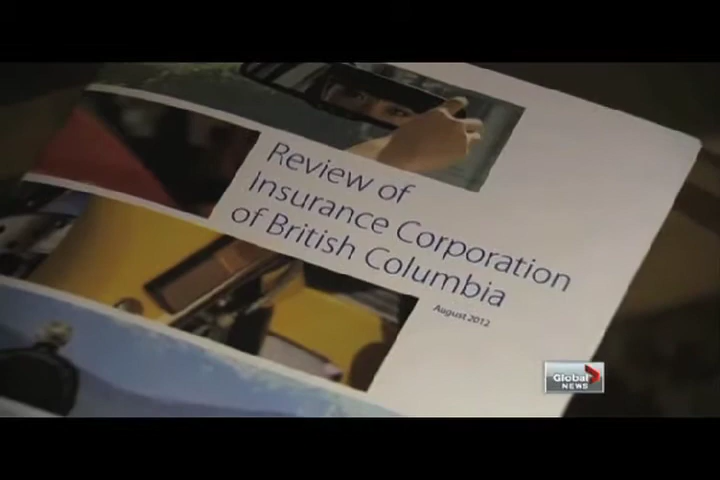 Review of
Insurance Corporation
of British Columbia
August 2012
Global
NEWS